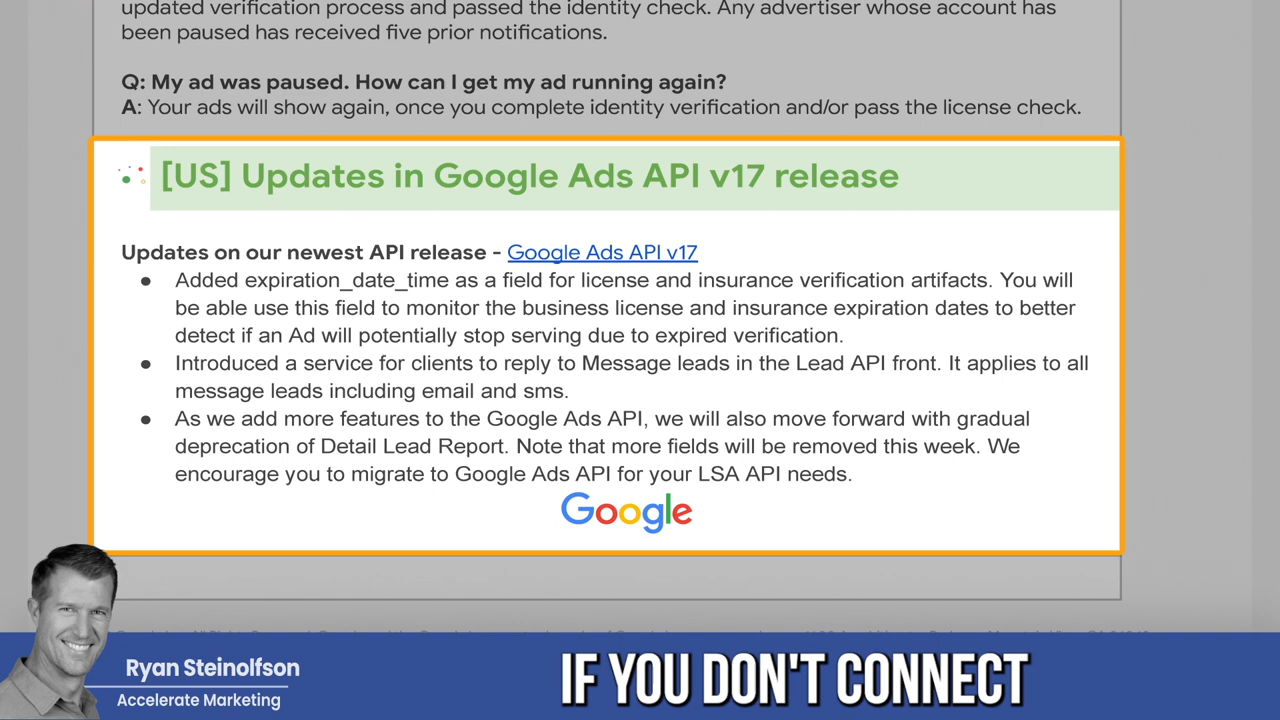 updated verification process and passed the identity check. Any advertiser whose account has
been paused has received five prior notifications.
Q: My ad was paused. How can I get my ad running again?
A: Your ads will show again, once you complete identity verification and/or pass the license check.
[US] Updates in Google Ads API v17 release
Updates on our newest API release - Google Ads API v17
● Added expiration_date_time as a field for license and insurance verification artifacts. You will
be able use this field to monitor the business license and insurance expiration dates to better
detect if an Ad will potentially stop serving due to expired verification.
● Introduced a service for clients to reply to Message leads in the Lead API front. It applies to all
message leads including email and sms.
● As we add more features to the Google Ads API, we will also move forward with gradual
deprecation of Detail Lead Report. Note that more fields will be removed this week. We
encourage you to migrate to Google Ads API for your LSA API needs.
Google
Ryan Steinolfson
Accelerate Marketing
IF YOU DON'T CONNECT